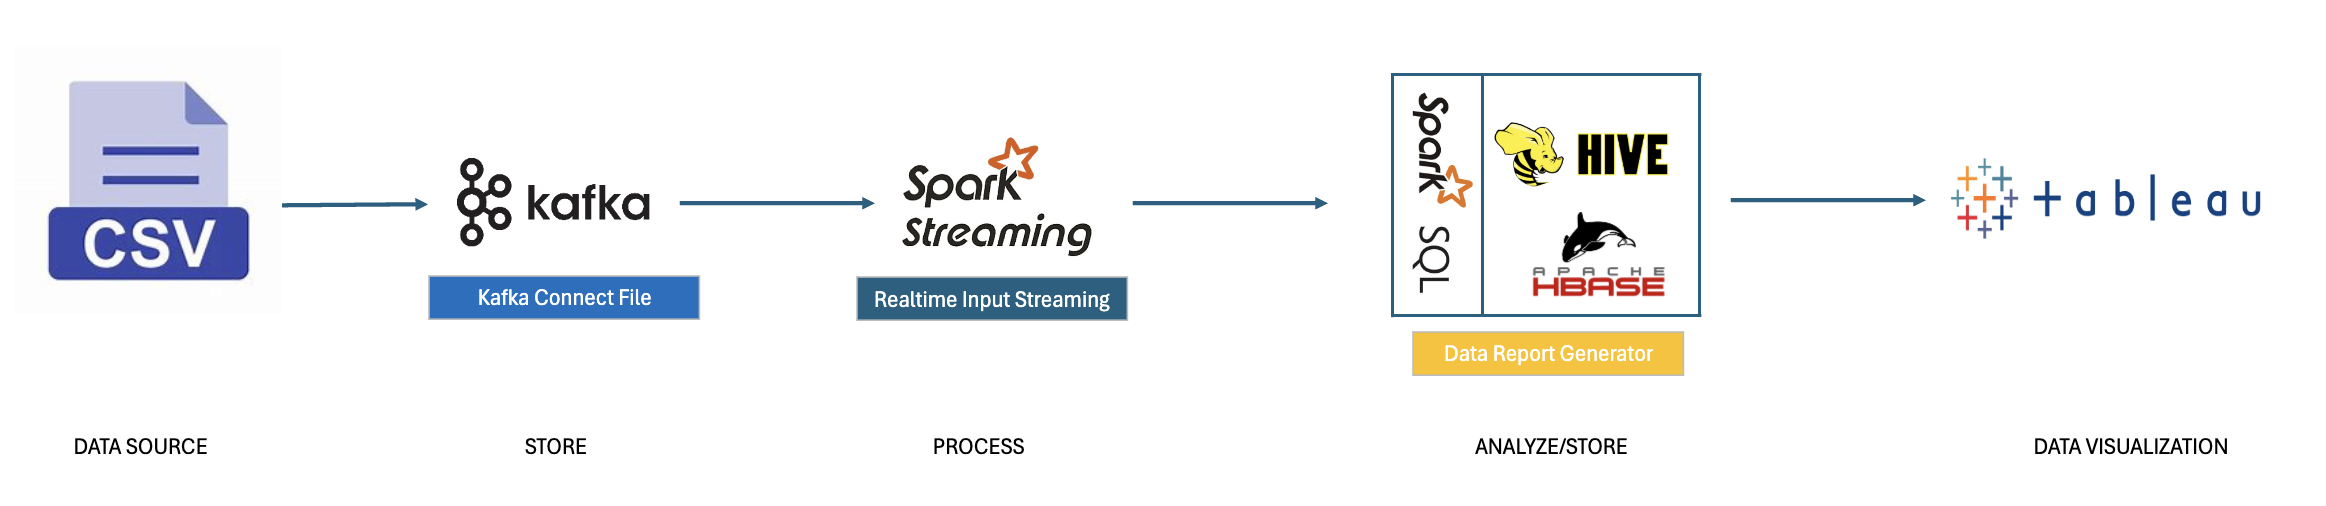 CSV
kafka
Kafka Connect File
Spark
Streaming
Realtime Input Streaming
Spark SQL
HIVE
APACHE
HBASE
Data Report Generator
+ableau
DATA SOURCE
STORE
PROCESS
ANALYZE/STORE
DATA VISUALIZATION